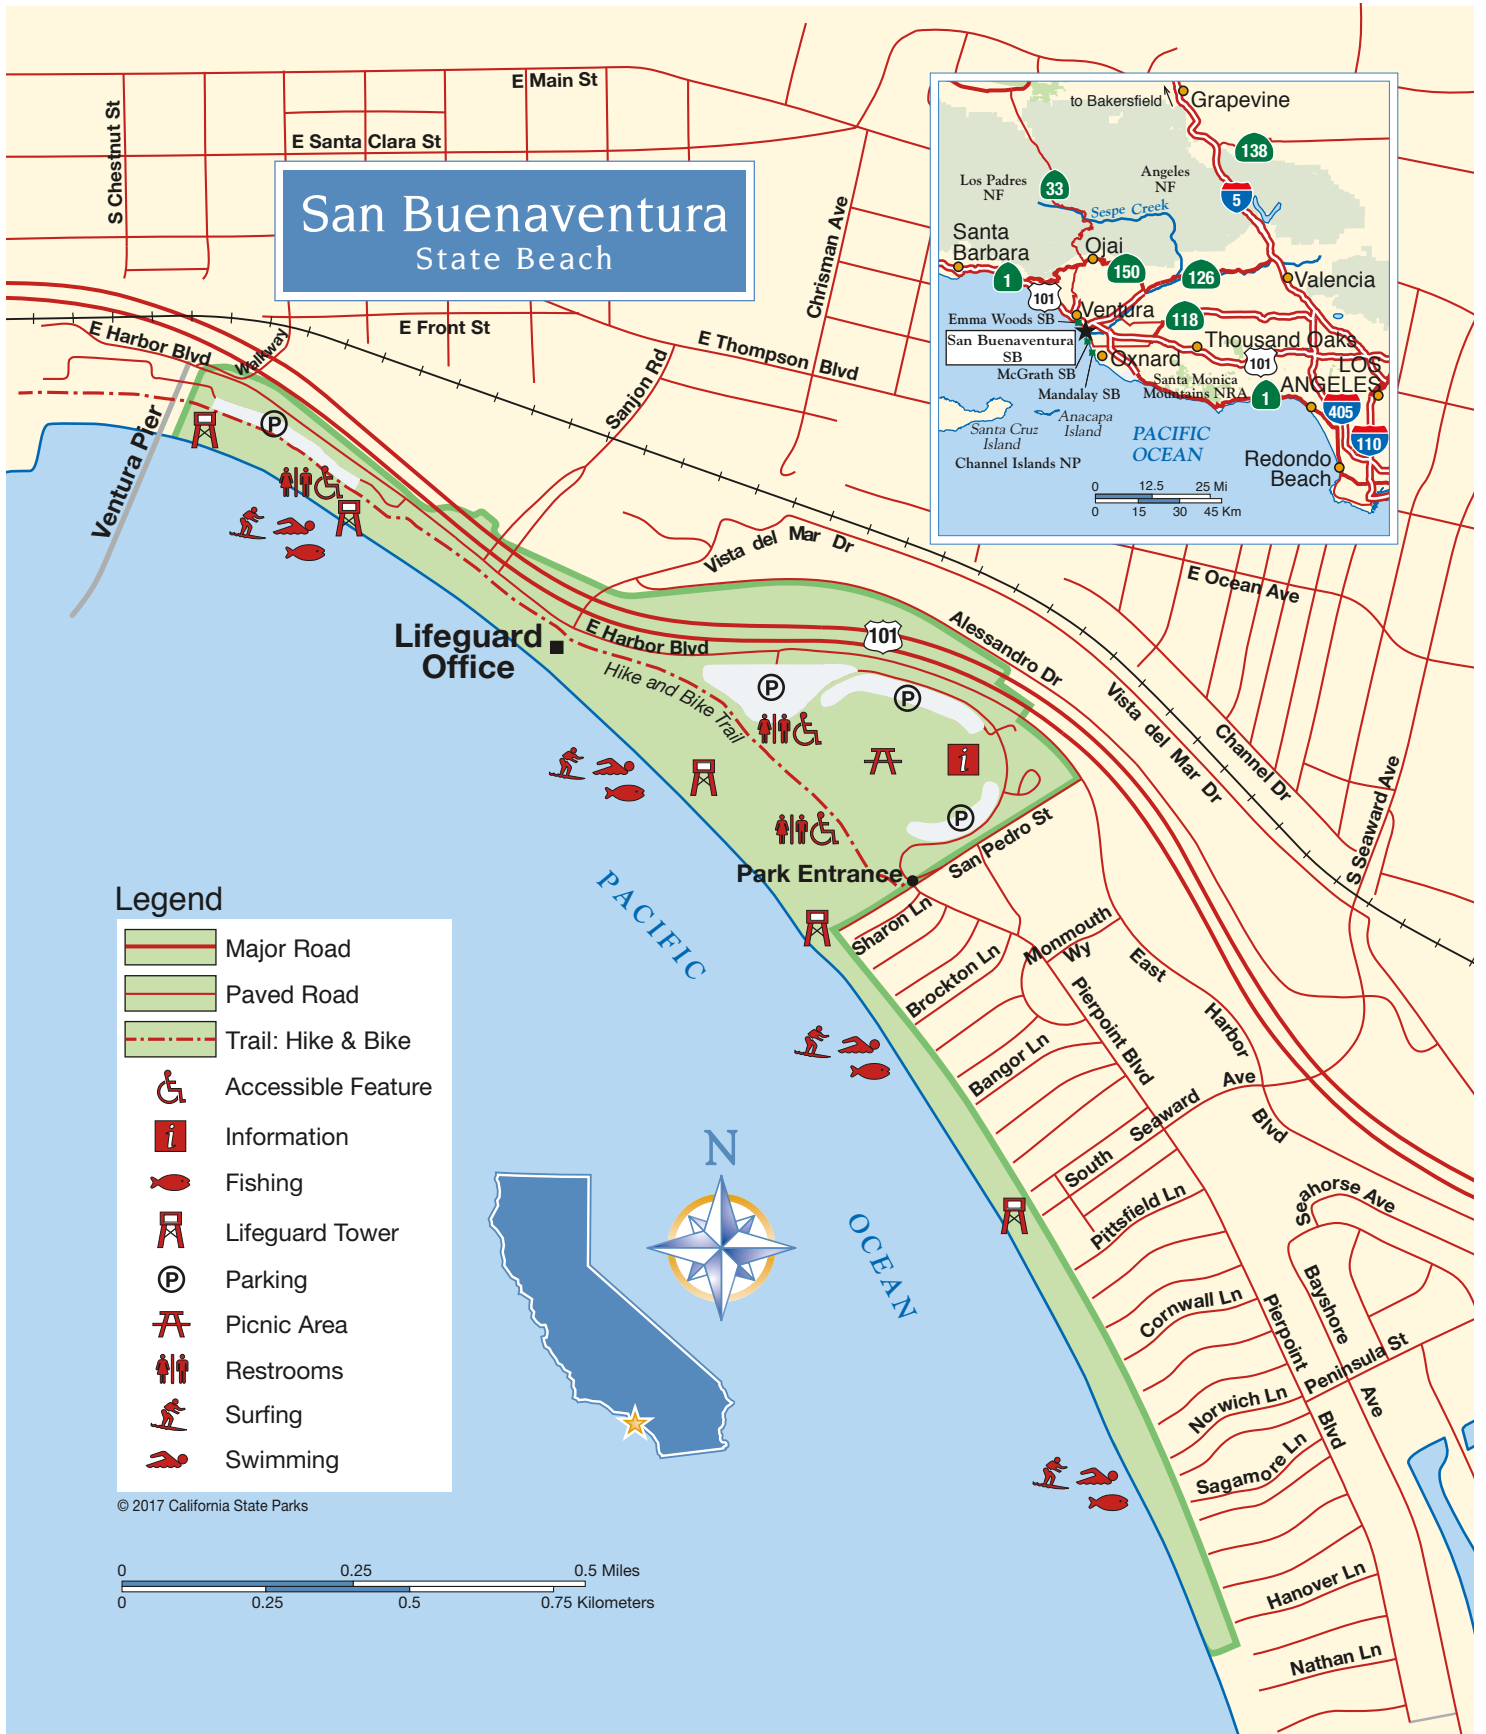 E Main St
S Chestnut St
E Santa Clara St
San Buenaventura
State Beach
Chrisman Ave
E Harbor Blvd
Walkway
E Front St
E Thompson Blvd
Sanjon Rd
Ventura Pier
P
Vista del Mar Dr
E Ocean Ave
Lifeguard
Office
E Harbor Blvd
101
Alessandro Dr
Hike and Bike Trail
P
P
i
P
Vista del Mar Dr
Channel Dr
S Seaward Ave
San Pedro St
Park Entrance
Sharon Ln
Brockton Ln
Monmouth
Wy
East
Harbor
Blvd
Pierpoint Blvd
Bangor Ln
South Seaward Ave
Pittsfield Ln
Seahorse Ave
Cornwall Ln
Pierpoint
Blvd
Bayshore
Ave
Peninsula St
Norwich Ln
Sagamore Ln
Hanover Ln
Nathan Ln
PACIFIC
OCEAN
N
to Bakersfield
Grapevine
138
Los Padres
NF
33
Angeles
NF
5
Sespe Creek
Santa
Barbara
Ojai
1
150
126
101
Valencia
Ventura
Emma Woods SB
118
San Buenaventura
SB
Thousand Oaks
Oxnard
101
LOS
ANGELES
McGrath SB
Mandalay SB
Santa Monica
Mountains NRA
1
405
110
Santa Cruz
Island
Anacapa
Island
Channel Islands NP
PACIFIC
OCEAN
Redondo
Beach
0 12.5 25 Mi
0 15 30 45 Km
Legend
Major Road
Paved Road
Trail: Hike & Bike
Accessible Feature
i Information
Fishing
Lifeguard Tower
P Parking
Picnic Area
Restrooms
Surfing
Swimming
© 2017 California State Parks
0 0.25 0.5 Miles
0 0.25 0.5 0.75 Kilometers